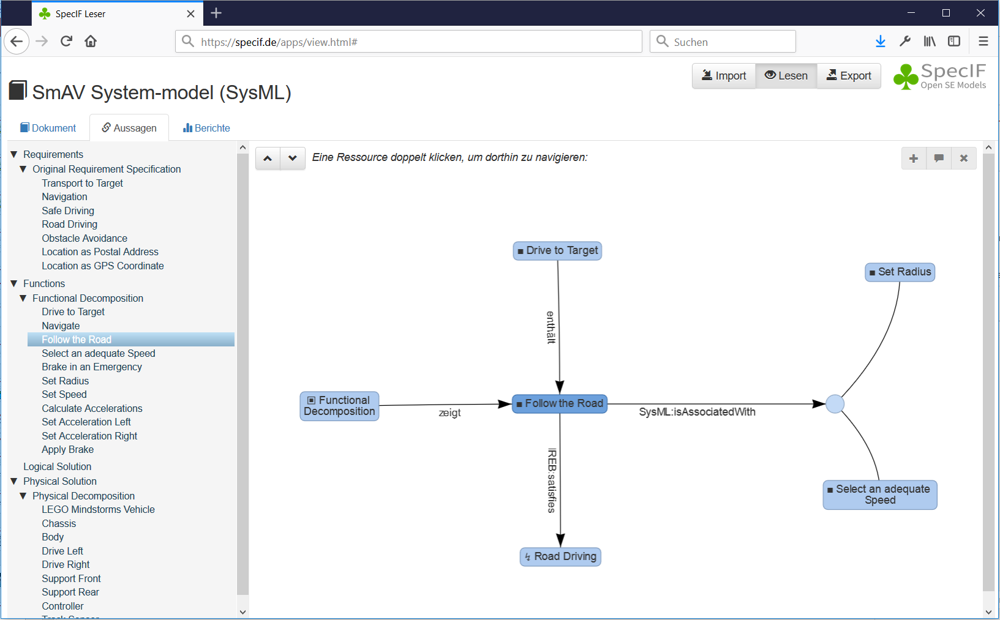 SpecIF Leser
https://specif.de/apps/view.html#
Suchen
Import
Lesen
Export
SpecIF
Open SE Models
SmAV System-model (SysML)
Dokument
Aussagen
Berichte
Requirements
Original Requirement Specification
Transport to Target
Navigation
Safe Driving
Road Driving
Obstacle Avoidance
Location as Postal Address
Location as GPS Coordinate
Functions
Functional Decomposition
Drive to Target
Navigate
Follow the Road
Select an adequate Speed
Brake in an Emergency
Set Radius
Set Speed
Calculate Accelerations
Set Acceleration Left
Set Acceleration Right
Apply Brake
Logical Solution
Physical Solution
Physical Decomposition
LEGO Mindstorms Vehicle
Chassis
Body
Drive Left
Drive Right
Support Front
Support Rear
Controller
Track Sensor
Eine Ressource doppelt klicken, um dorthin zu navigieren:
Drive to Target
Set Radius
enthält
Functional
Decomposition
zeigt
Follow the Road
SysML:isAssociatedWith
IREB:satisfies
Select an adequate
Speed
Road Driving